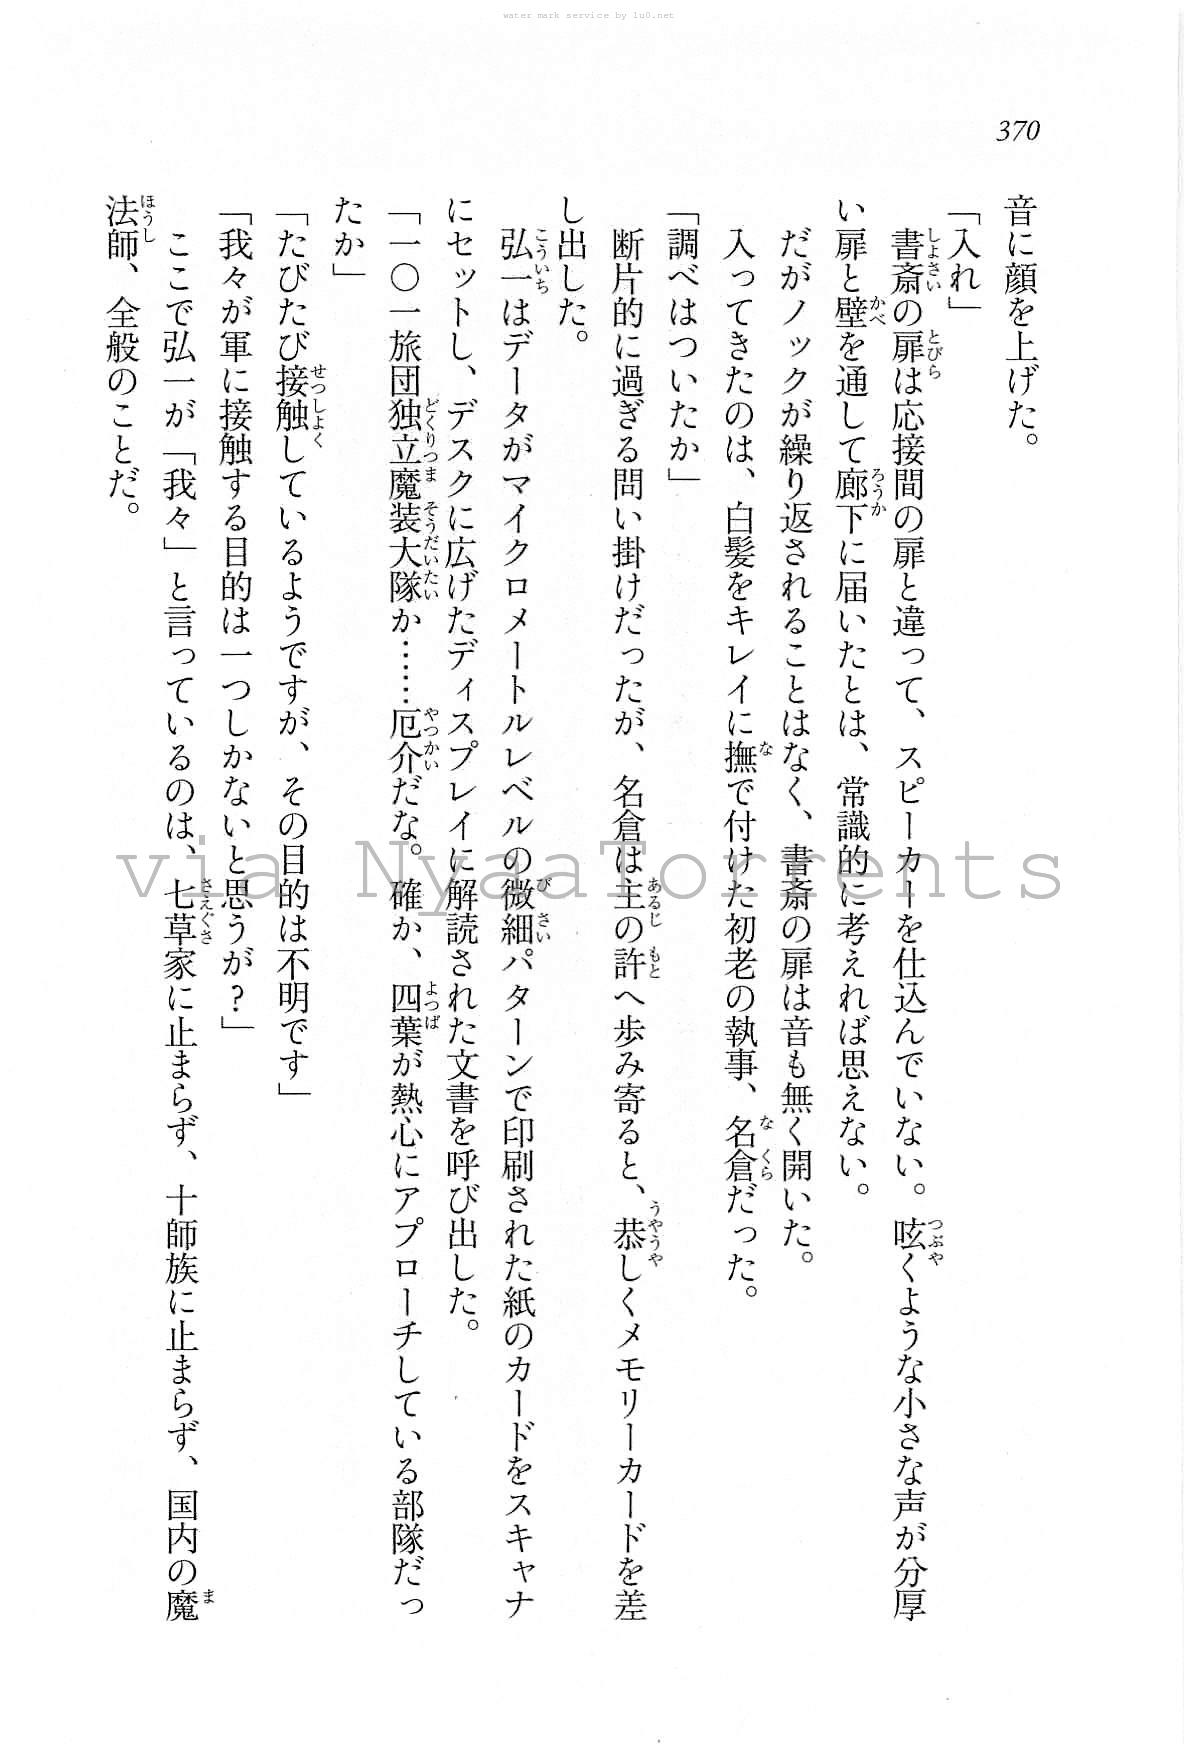 water mark service by lu0.net
370
音に顔を上げた。
「入れ」
書斎の扉は応接間の扉と違って、スピーカーを仕込んでいない。呟くような小さな声が分厚
い扉と壁を通して廊下に届いたとは、常識的に考えれば思えない。
だがノックが繰り返されることはなく、書斎の扉は音も無く開いた。
入ってきたのは、白髪をキレイに撫で付けた初老の執事、名倉だった。
「調べはついたか」
断片的に過ぎる問い掛けだったが、名倉は主の許へ歩み寄ると、恭しくメモリーカードを差
し出した。
弘一はデータがマイクロメートルレベルの微細パターンで印刷された紙のカードをスキャナ
にセットし、デスクに広げたディスプレイに解読された文書を呼び出した。
「一〇一旅団独立魔装大隊か……厄介だな。確か、四葉が熱心にアプローチしている部隊だっ
たか」
「たびたび接触しているようですが、その目的は不明です」
「我々が軍に接触する目的は一つしかないと思うが？」
ここで弘一が「我々」と言っているのは、七草家に止まらず、十師族に止まらず、国内の魔
法師、全般のことだ。
via NyaaTorrents